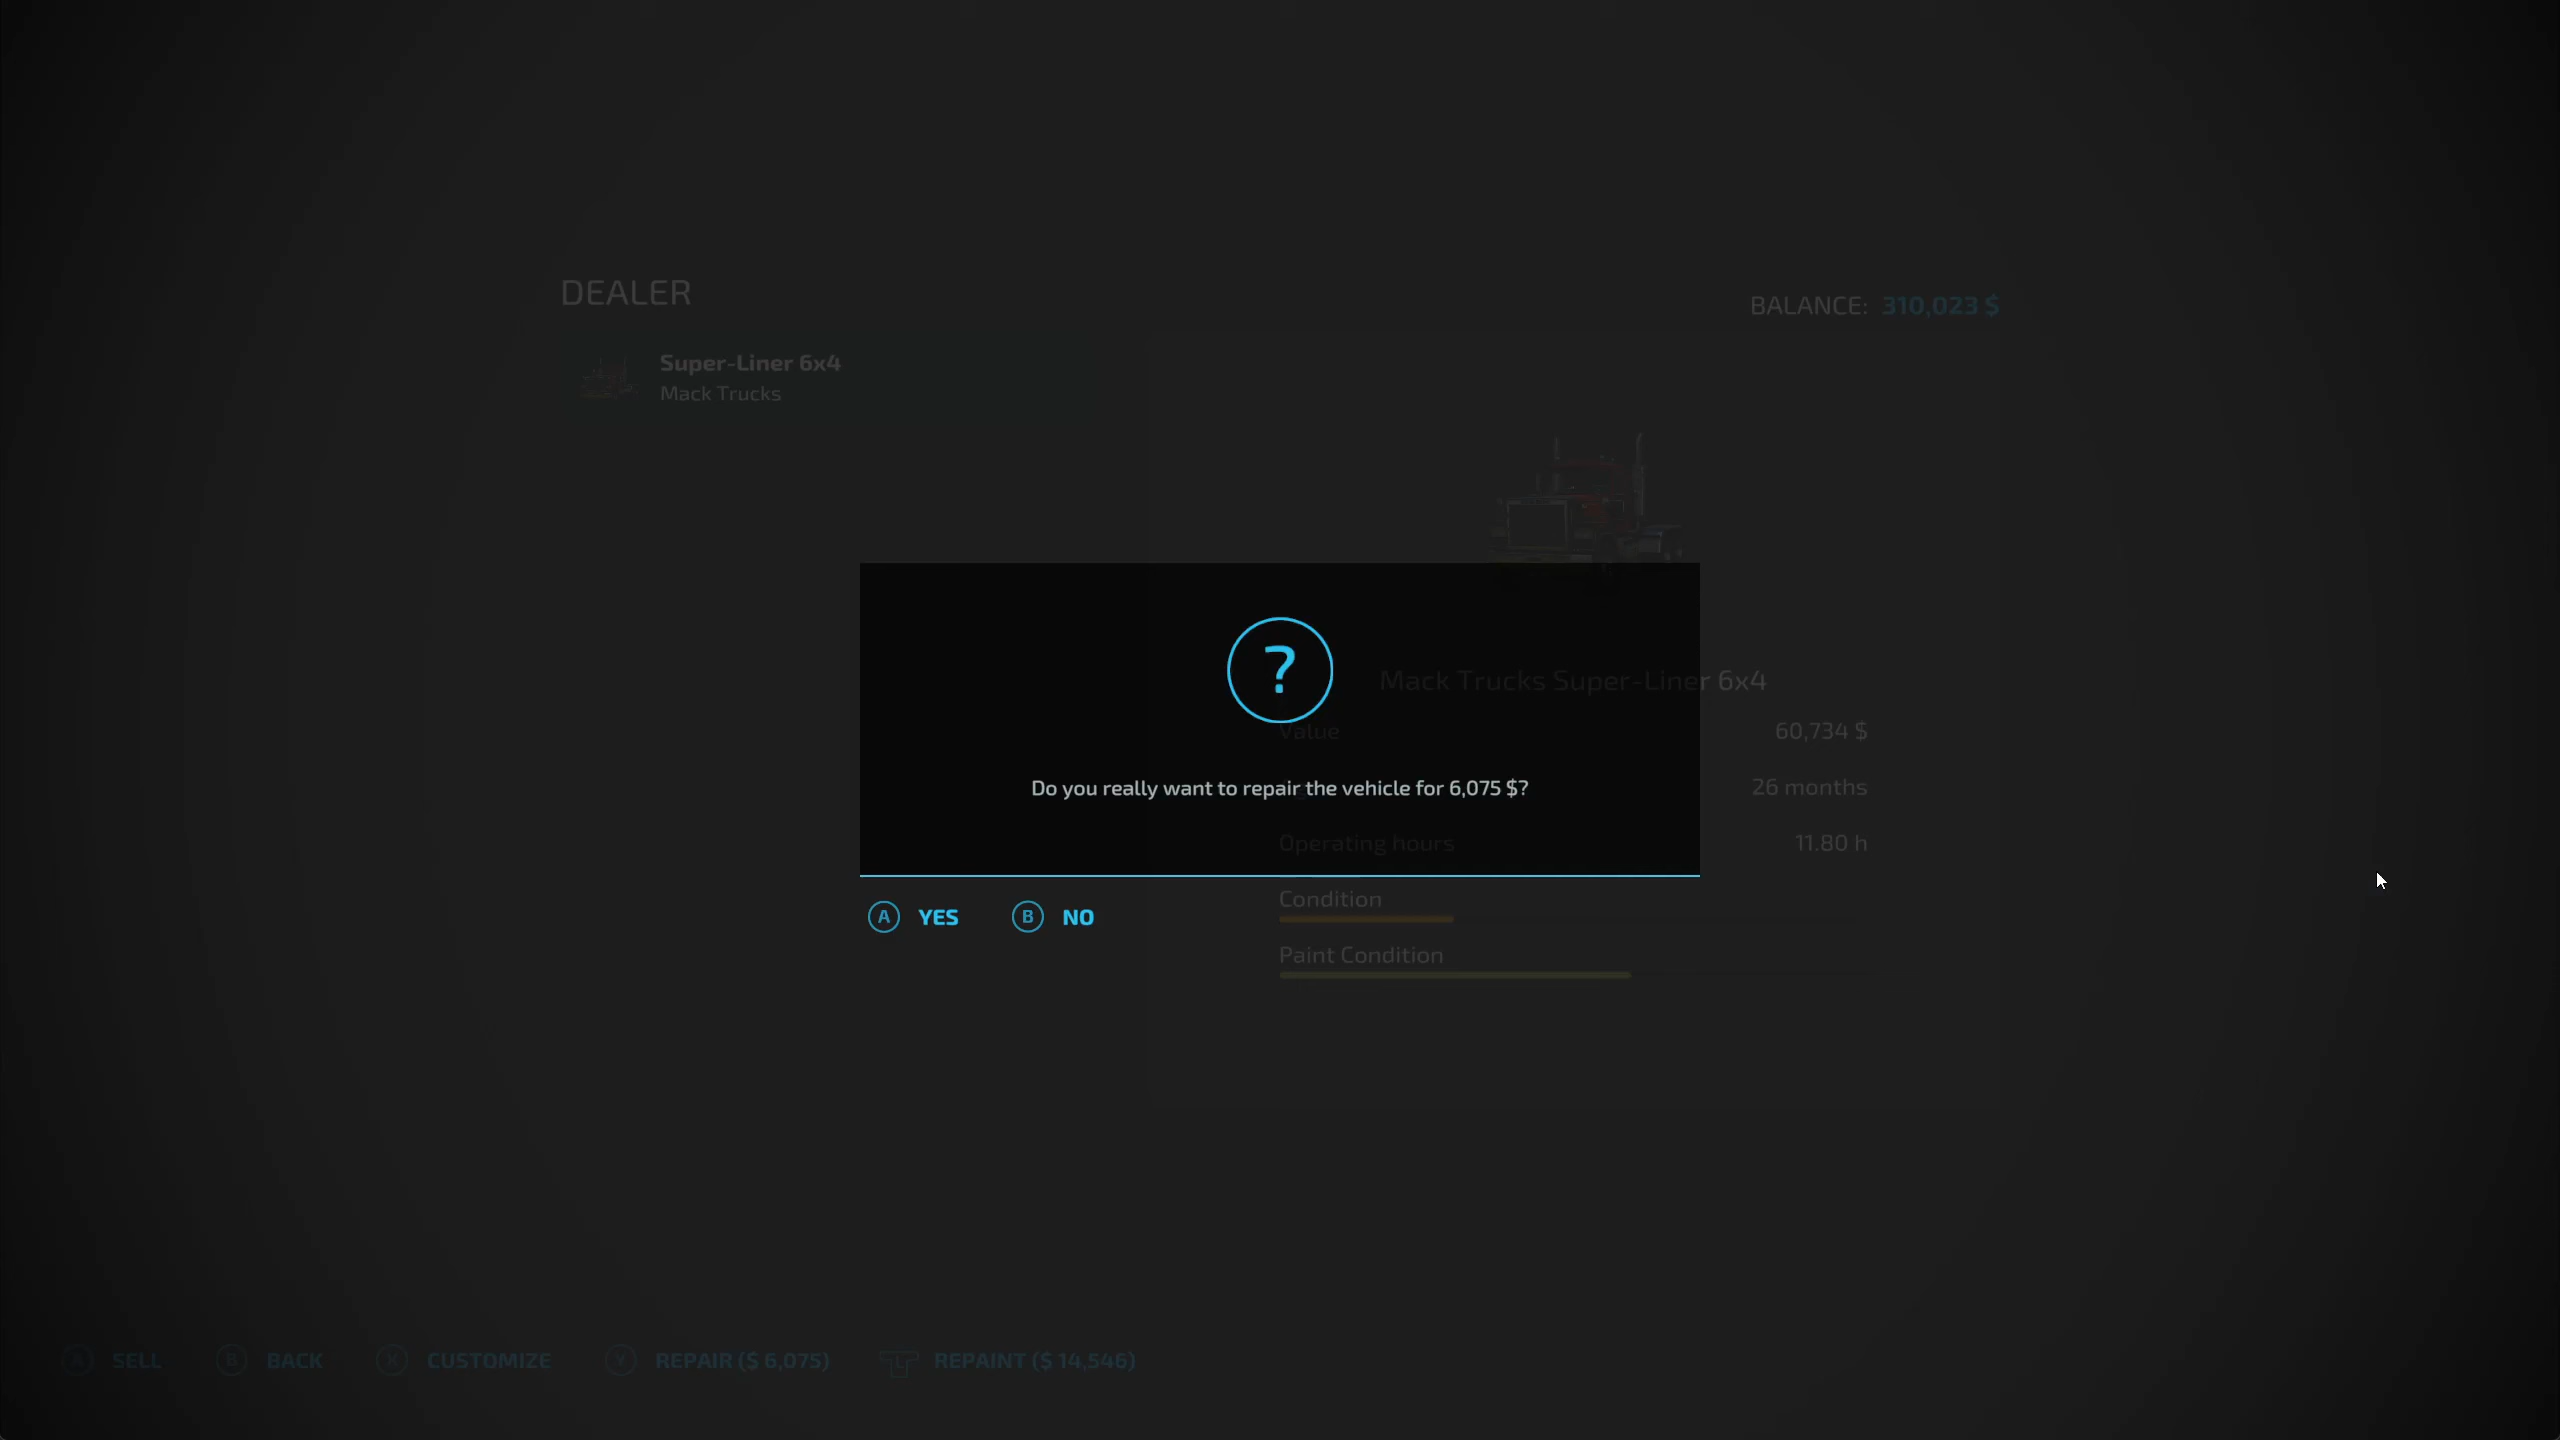 DEALER
BALANCE: 310,023 $
Super-Liner 6x4
Mack Trucks
?
Mack Trucks Super-Liner 6x4
Value 60,734 $
Do you really want to repair the vehicle for 6,075 $?
26 months
Operating hours 11.80 h
Condition
A YES B NO
Paint Condition
A SELL B BACK X CUSTOMIZE Y REPAIR ($ 6,075) REPAINT ($ 14,546)